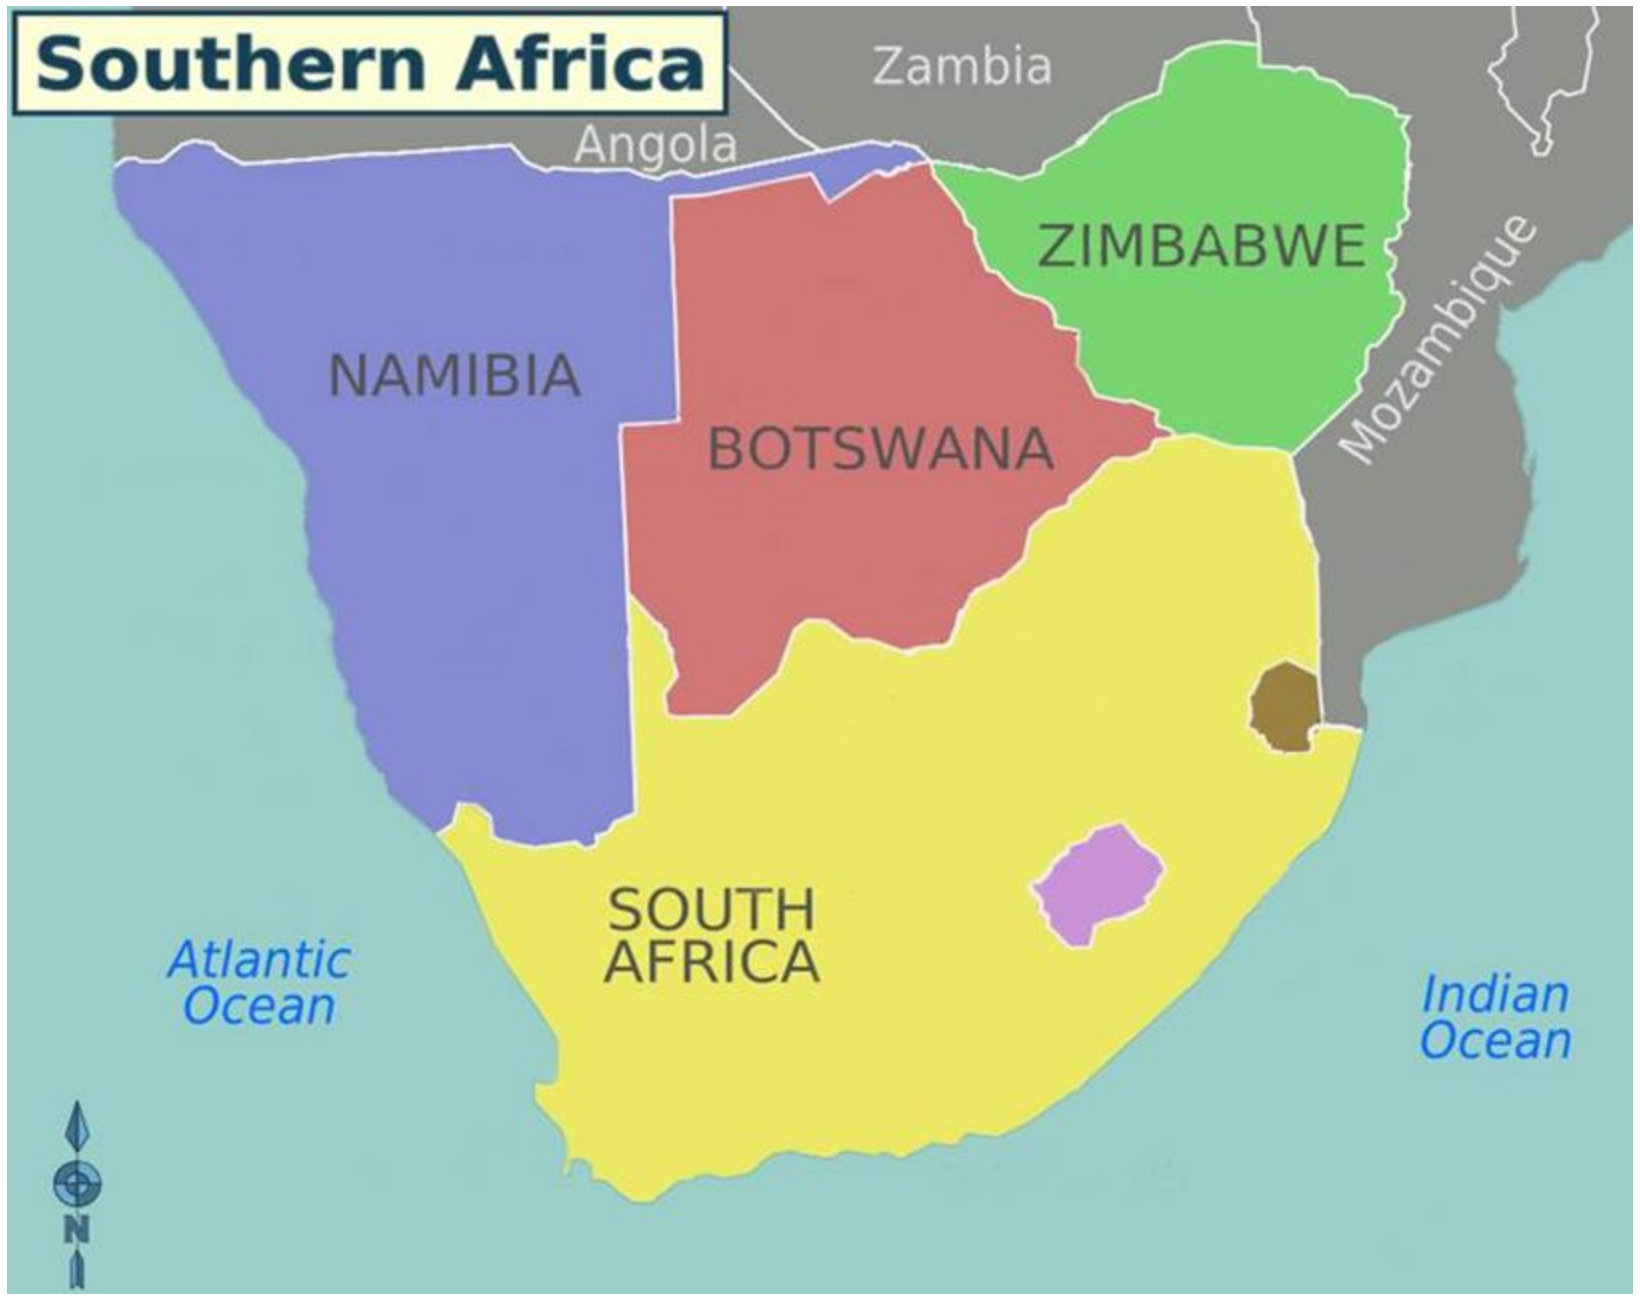 Southern Africa
Zambia
Angola
ZIMBABWE
Mozambique
NAMIBIA
BOTSWANA
SOUTH
AFRICA
Atlantic
Ocean
Indian
Ocean
N